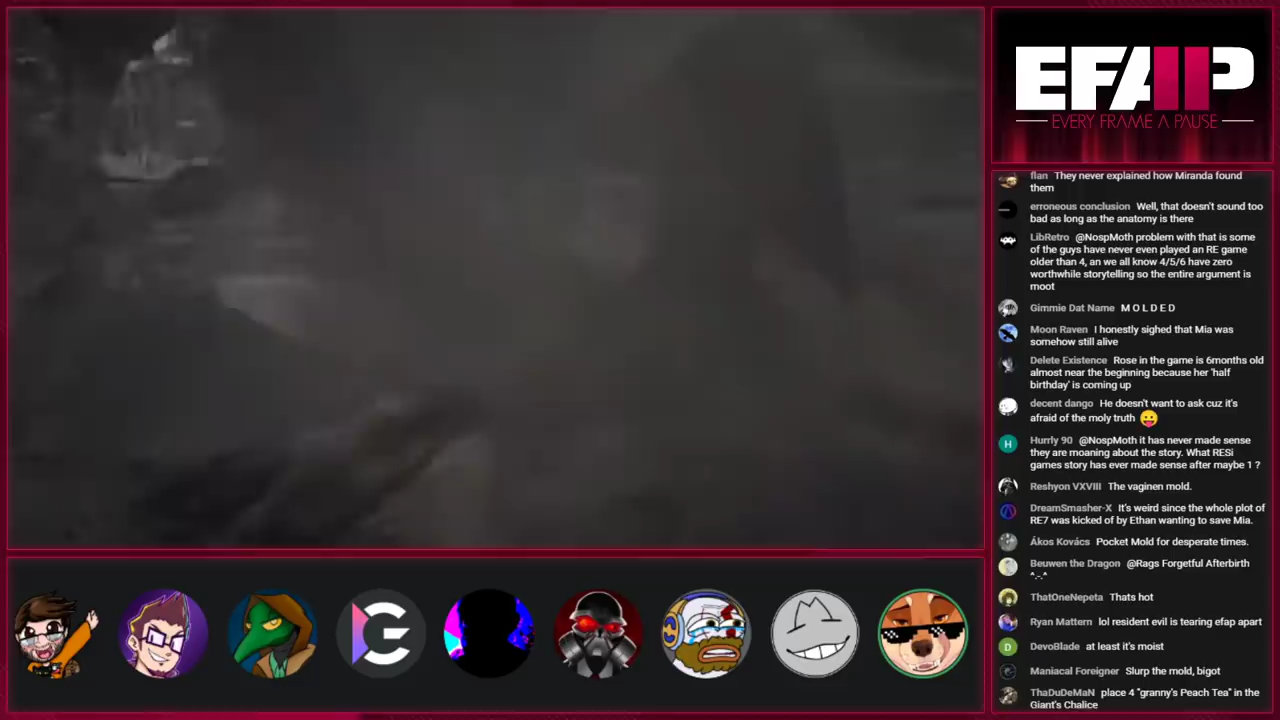 EFAP
EVERY FRAME A PAUSE
flan They never explained how Miranda found
them
erroneous conclusion Well, that doesn't sound too
bad as long as the anatomy is there
LibRetro @NospMoth problem with that is some
of the guys have never even played an RE game
older than 4, an we all know 4/5/6 have zero
worthwhile storytelling so the entire argument is
moot
Gimmie Dat Name M O L D E D
Moon Raven I honestly sighed that Mia was
somehow still alive
Delete Existence Rose in the game is 6months old
almost near the beginning because her 'half
birthday' is coming up
decent dango He doesn't want to ask cuz it's
afraid of the moly truth 😛
H Hurrly 90 @NospMoth it has never made sense
they are moaning about the story. What RESi
games story has ever made sense after maybe 1 ?
Reshyon VXVIII The vaginen mold.
DreamSmasher-X It's weird since the whole plot of
RE7 was kicked of by Ethan wanting to save Mia.
Ákos Kovács Pocket Mold for desperate times.
Beuwen the Dragon @Rags Forgetful Afterbirth
^.-.^
ThatOneNepeta Thats hot
Ryan Mattern lol resident evil is tearing efap apart
D DevoBlade at least it's moist
Maniacal Foreigner Slurp the mold, bigot
ThaDuDeMaN place 4 "granny's Peach Tea" in the
Giant's Chalice